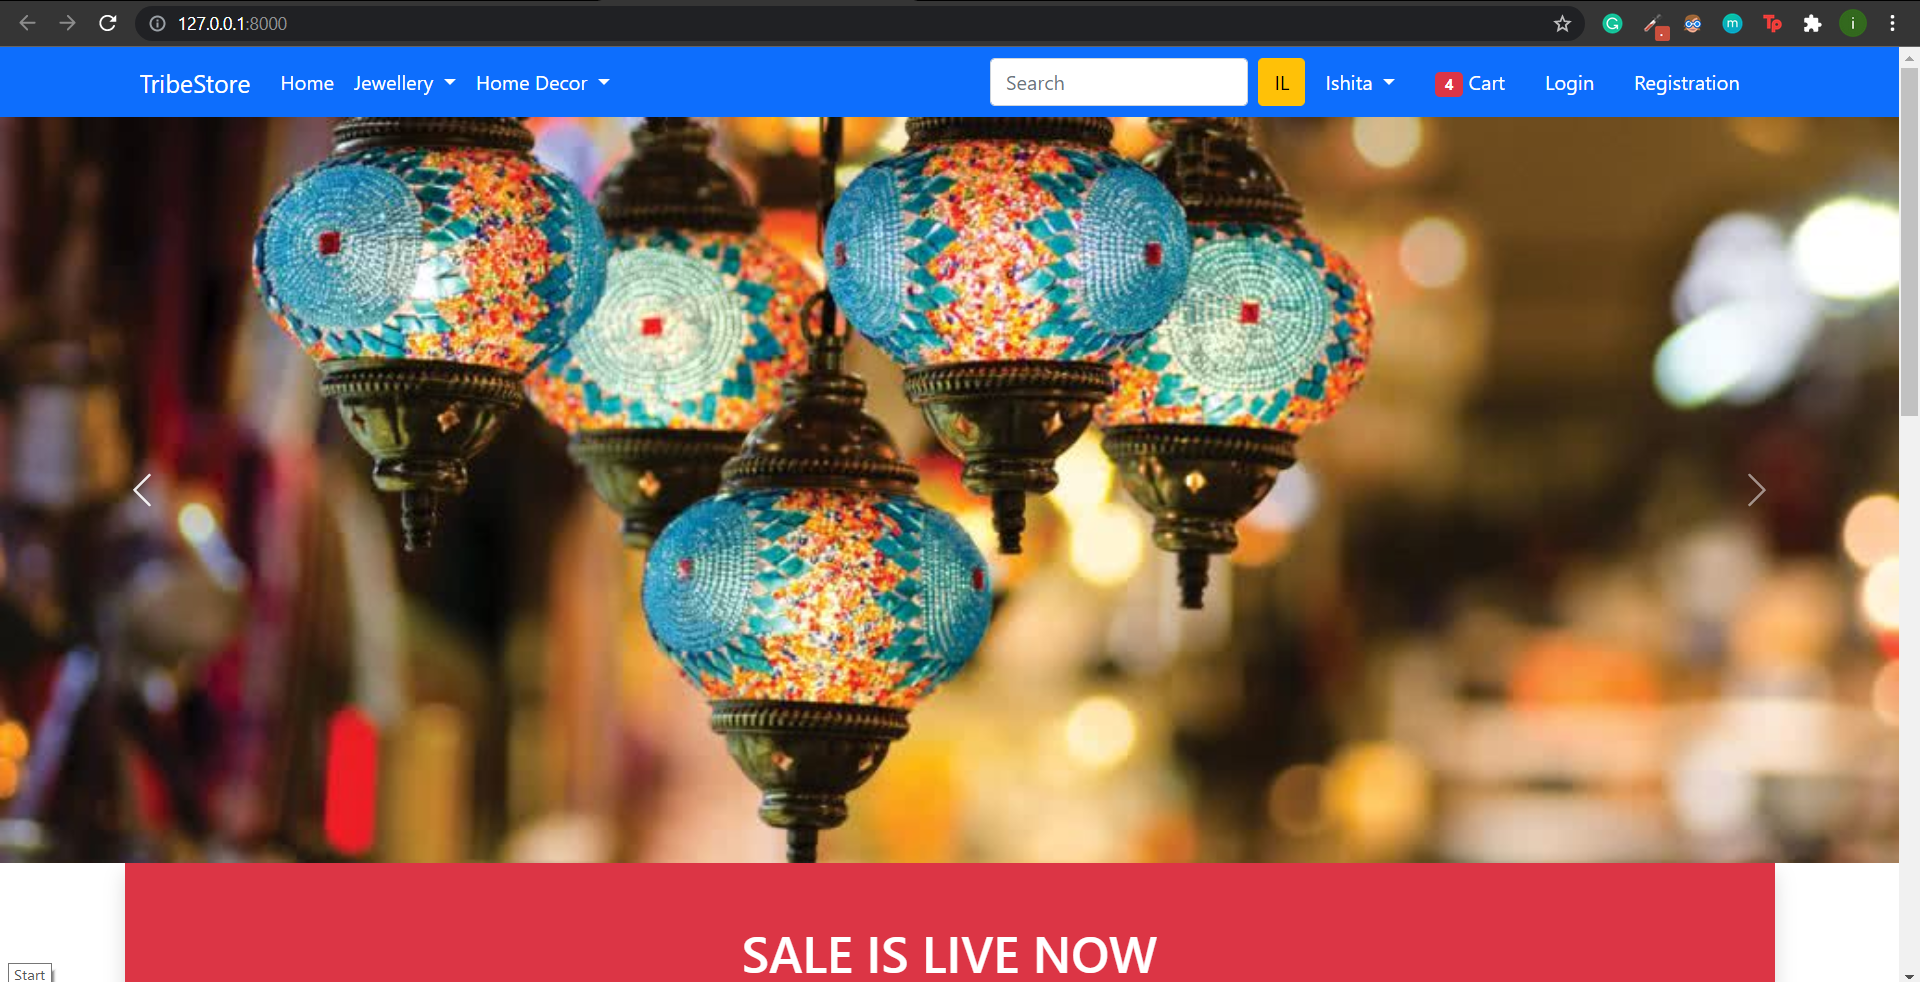 127.0.0.1:8000
TribeStore Home Jewellery Home Decor Search IL Ishita 4 Cart Login Registration
SALE IS LIVE NOW
Start